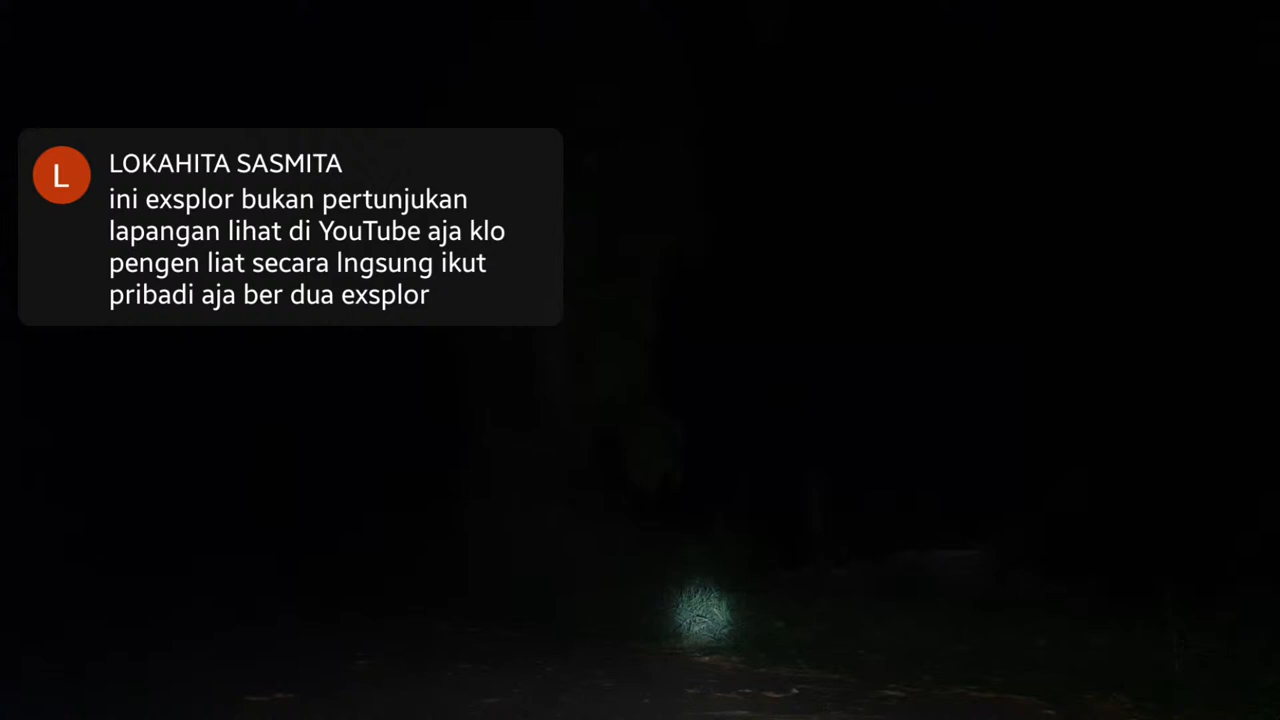 L
LOKAHITA SASMITA
ini exsplor bukan pertunjukan
lapangan lihat di YouTube aja klo
pengen liat secara lngsung ikut
pribadi aja ber dua exsplor